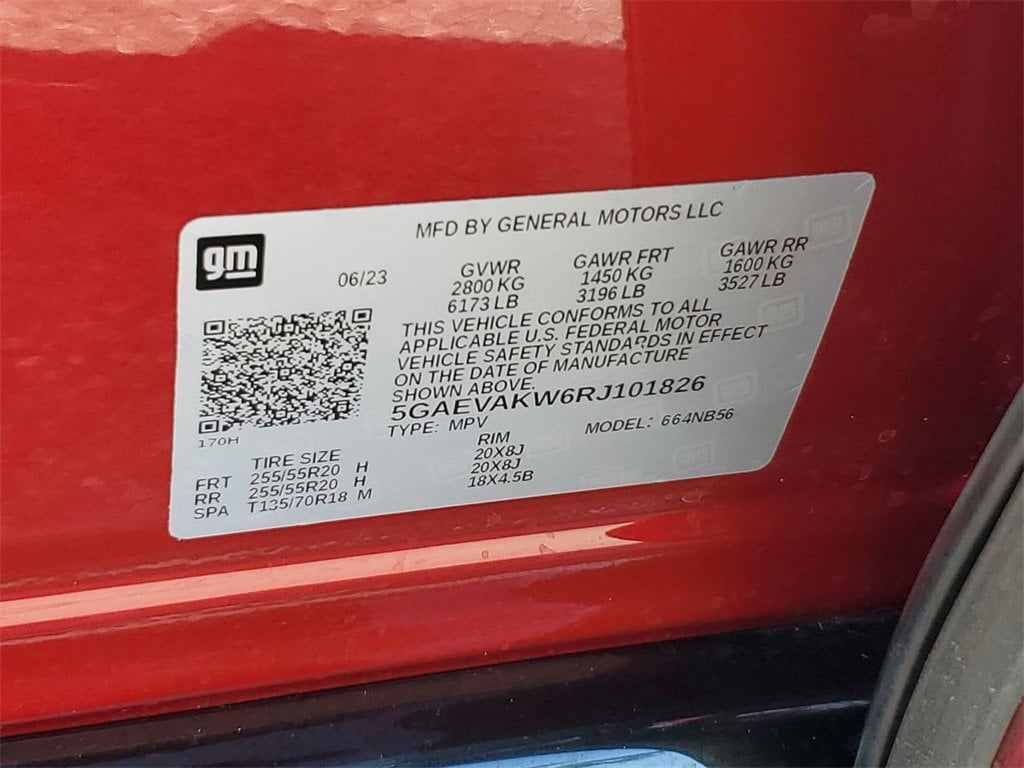 MFD BY GENERAL MOTORS LLC
gm
06/23
GVWR GAWR FRT GAWR RR
2800 KG 1450 KG 1600 KG
6173 LB 3196 LB 3527 LB
THIS VEHICLE CONFORMS TO ALL
APPLICABLE U.S. FEDERAL MOTOR
VEHICLE SAFETY STANDARDS IN EFFECT
ON THE DATE OF MANUFACTURE
SHOWN ABOVE.
5GAEVAKW6RJ101826
TYPE: MPV MODEL: 664NB56
170H
TIRE SIZE RIM
FRT 255/55R20 H 20X8J
RR 255/55R20 H 20X8J
SPA T135/70R18 M 18X4.5B